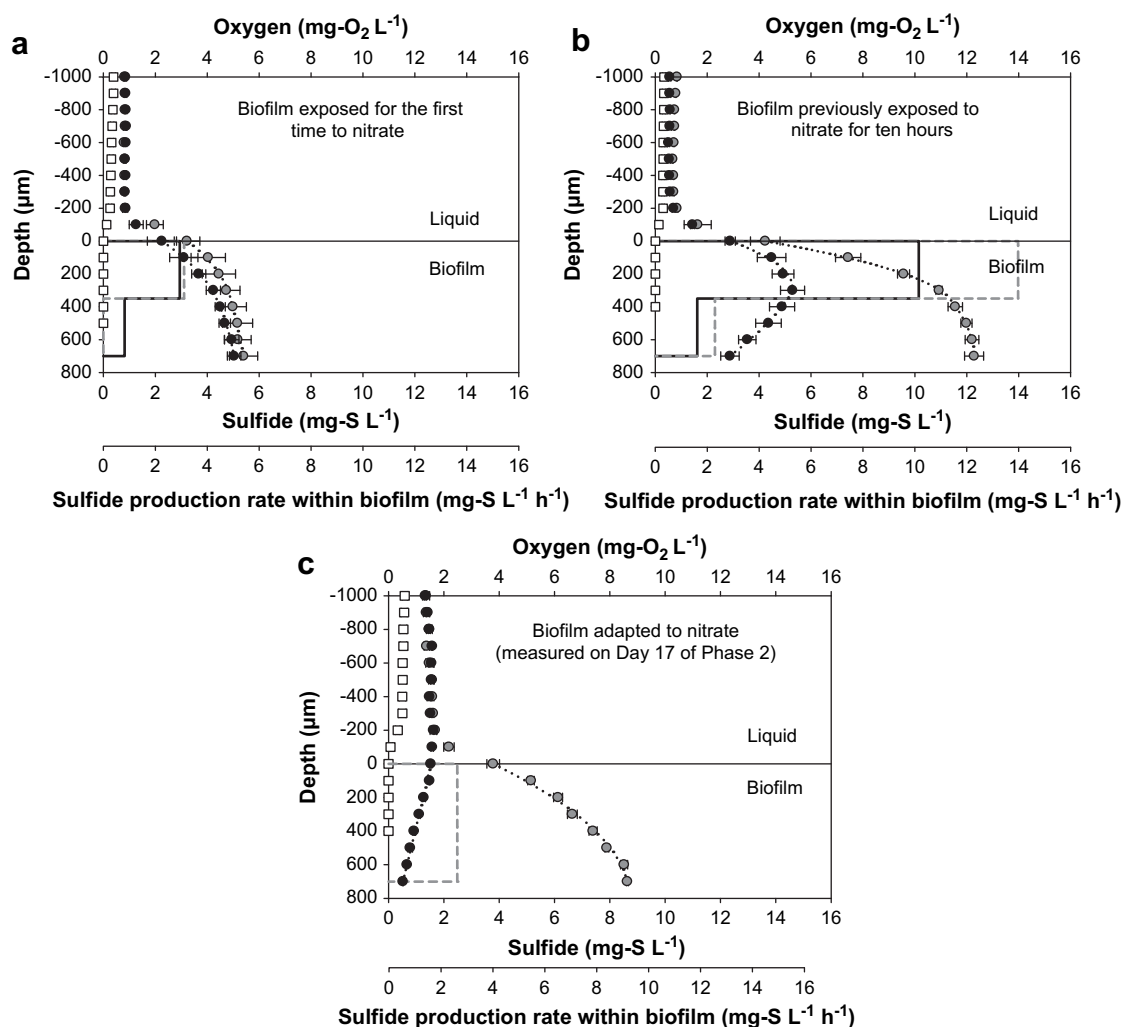 a
Oxygen (mg-O₂ L⁻¹)
0 2 4 6 8 10 12 14 16
-1000
-800
-600
-400
-200
0
200
400
600
800
Depth (µm)
Biofilm exposed for the first
time to nitrate
Liquid
Biofilm
0 2 4 6 8 10 12 14 16
Sulfide (mg-S L⁻¹)
0 2 4 6 8 10 12 14 16
Sulfide production rate within biofilm (mg-S L⁻¹ h⁻¹)
b
Oxygen (mg-O₂ L⁻¹)
0 2 4 6 8 10 12 14 16
-1000
-800
-600
-400
-200
0
200
400
600
800
Depth (µm)
Biofilm previously exposed to
nitrate for ten hours
Liquid
Biofilm
0 2 4 6 8 10 12 14 16
Sulfide (mg-S L⁻¹)
0 2 4 6 8 10 12 14 16
Sulfide production rate within biofilm (mg-S L⁻¹ h⁻¹)
c
Oxygen (mg-O₂ L⁻¹)
0 2 4 6 8 10 12 14 16
-1000
-800
-600
-400
-200
0
200
400
600
800
Depth (µm)
Biofilm adapted to nitrate
(measured on Day 17 of Phase 2)
Liquid
Biofilm
0 2 4 6 8 10 12 14 16
Sulfide (mg-S L⁻¹)
0 2 4 6 8 10 12 14 16
Sulfide production rate within biofilm (mg-S L⁻¹ h⁻¹)